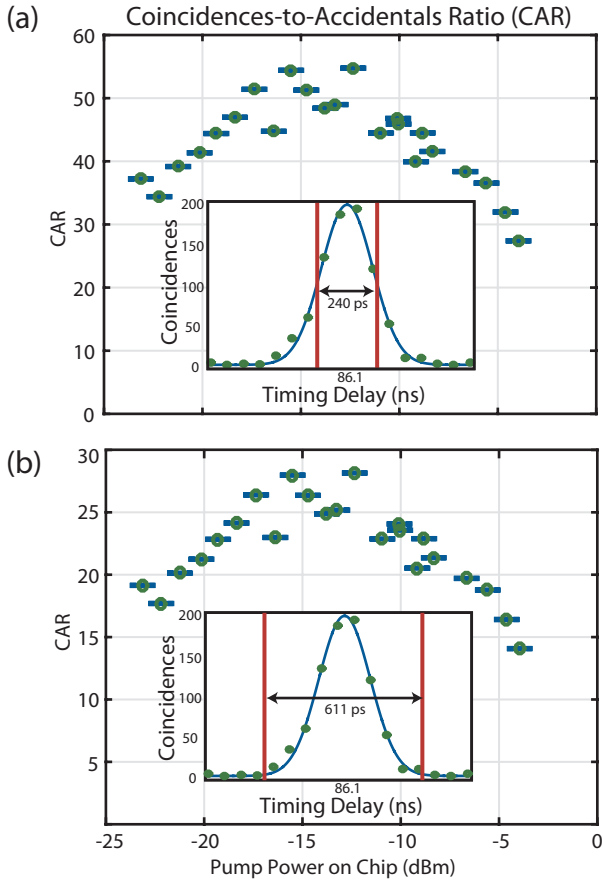 (a)
Coincidences-to-Accidentals Ratio (CAR)
60
50
40
30
20
10
0
CAR
200
150
100
50
0
Coincidences
240 ps
86.1
Timing Delay (ns)
(b)
30
25
20
15
10
5
CAR
200
150
100
50
0
Coincidences
611 ps
86.1
Timing Delay (ns)
-25 -20 -15 -10 -5 0
Pump Power on Chip (dBm)